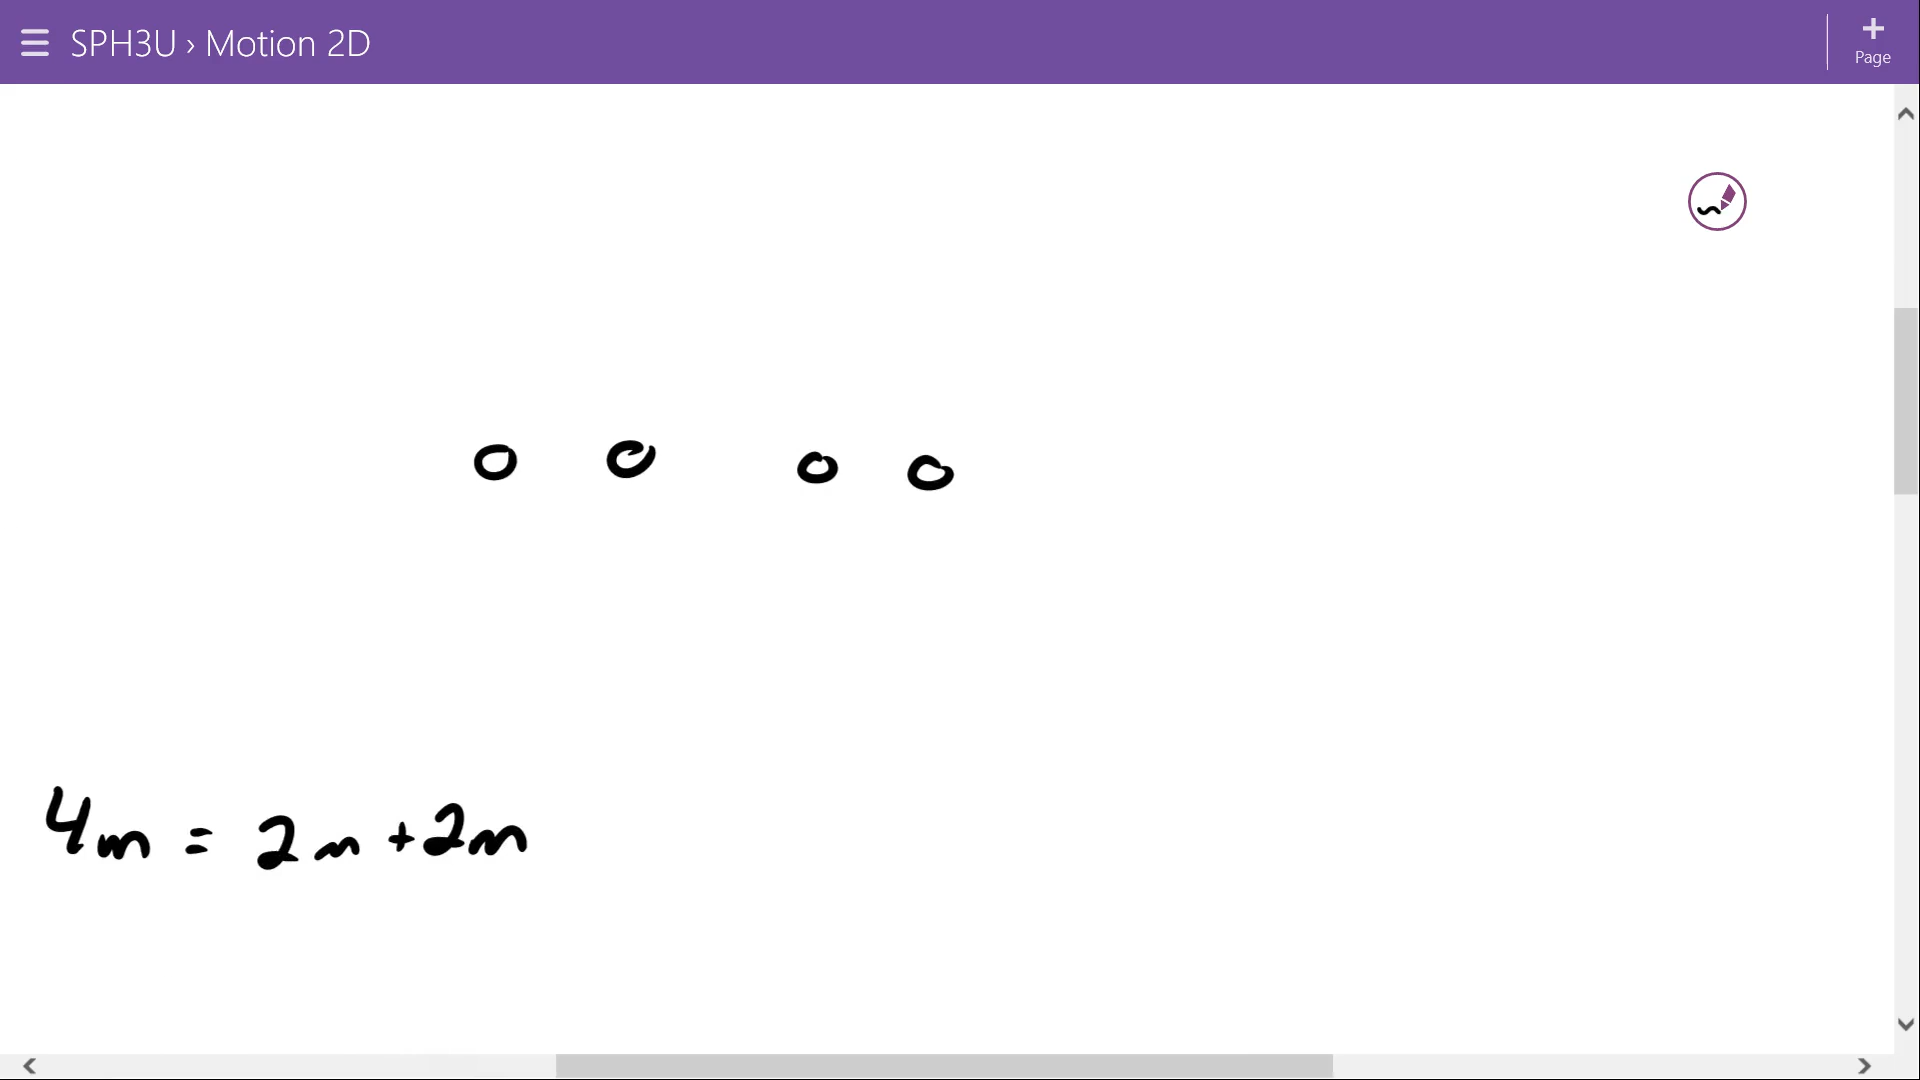 SPH3U › Motion 2D
Page
o o o o
4m = 2m + 2m